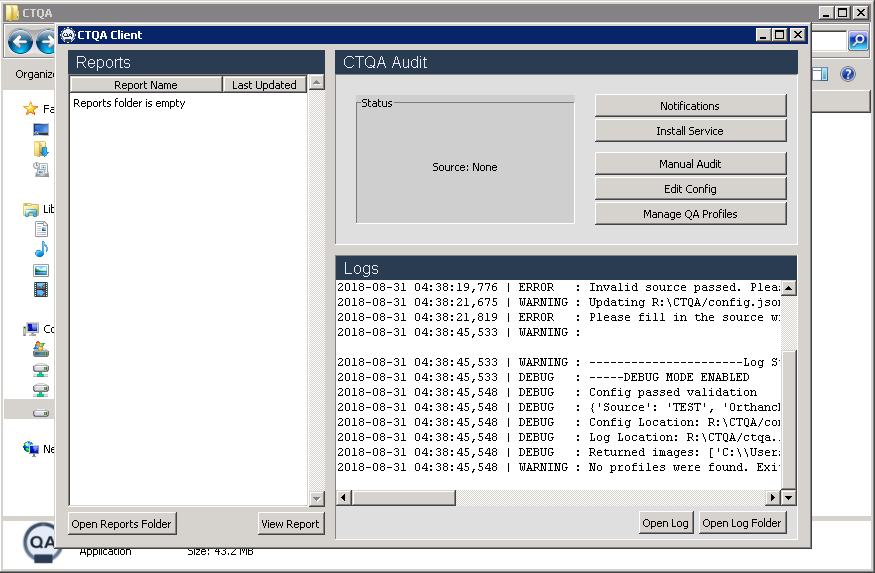 CTQA
CTQA Client
Organiz
Fa
Lib
Co
Ne
Reports
Report Name
Last Updated
Reports folder is empty
Open Reports Folder
View Report
CTQA Audit
Status
Source: None
Notifications
Install Service
Manual Audit
Edit Config
Manage QA Profiles
Logs
2018-08-31 04:38:19,776 | ERROR   : Invalid source passed. Pleas
2018-08-31 04:38:21,675 | WARNING : Updating R:\CTQA/config.json
2018-08-31 04:38:21,819 | ERROR   : Please fill in the source w
2018-08-31 04:38:45,533 | WARNING :
2018-08-31 04:38:45,533 | WARNING : ----------------------Log S
2018-08-31 04:38:45,533 | DEBUG   : -----DEBUG MODE ENABLED
2018-08-31 04:38:45,548 | DEBUG   : Config passed validation
2018-08-31 04:38:45,548 | DEBUG   : {'Source': 'TEST', 'Orthanc
2018-08-31 04:38:45,548 | DEBUG   : Config Location: R:\CTQA/con
2018-08-31 04:38:45,548 | DEBUG   : Log Location: R:\CTQA/ctqa.
2018-08-31 04:38:45,548 | DEBUG   : Returned images: ['C:\\Users
2018-08-31 04:38:45,548 | WARNING : No profiles were found. Exi
Open Log
Open Log Folder
QA
Application
Size: 43.2 MB